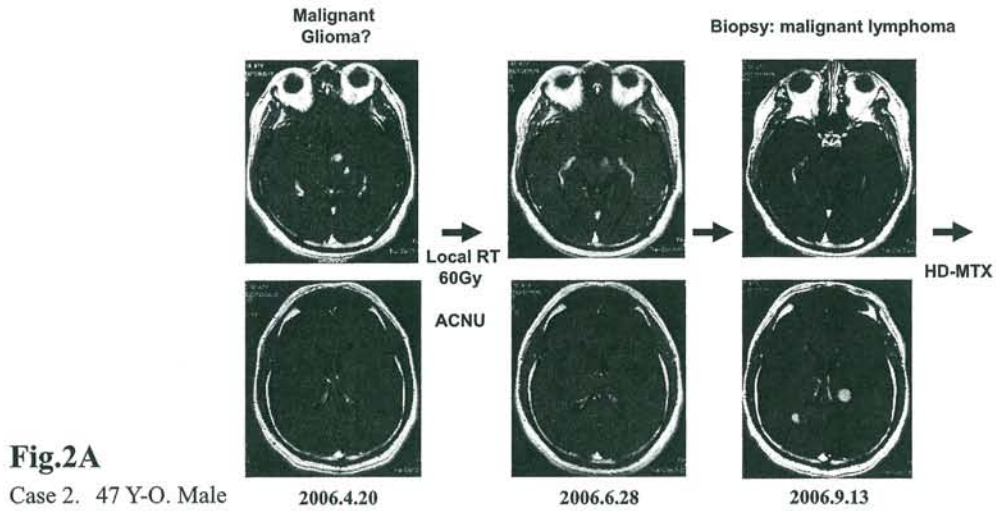 Malignant
Glioma?
Biopsy: malignant lymphoma
Local RT
60Gy
ACNU
HD-MTX
Fig.2A
Case 2. 47 Y-O. Male
2006.4.20
2006.6.28
2006.9.13